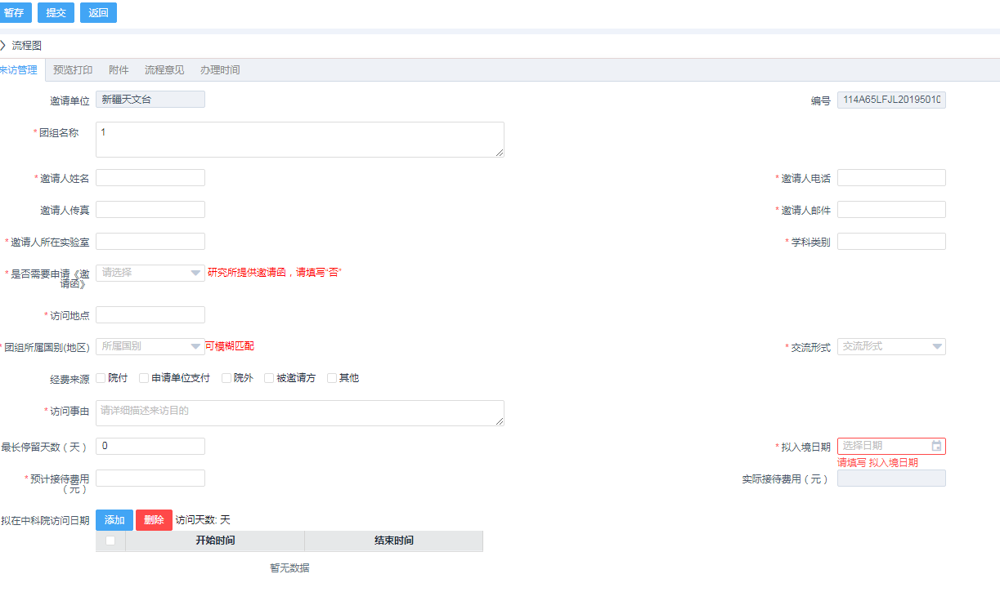 暂存 提交 返回
流程图
来访管理 预览打印 附件 流程意见 办理时间
邀请单位 新疆天文台 编号 114A65LFJL20195010
* 团组名称 1
* 邀请人姓名 * 邀请人电话
邀请人传真 * 邀请人邮件
* 邀请人所在实验室 * 学科类别
* 是否需要申请《邀请函》 请选择 研究所提供邀请函，请填写“否”
* 访问地点
* 团组所属国别(地区) 所属国别 可模糊匹配 * 交流形式 交流形式
经费来源 院付 申请单位支付 院外 被邀请方 其他
* 访问事由 请详细描述来访目的
最长停留天数（天） 0 * 拟入境日期 选择日期
请填写 拟入境日期
* 预计接待费用（元） 实际接待费用（元）
拟在中科院访问日期 添加 删除 访问天数: 天
开始时间 结束时间
暂无数据